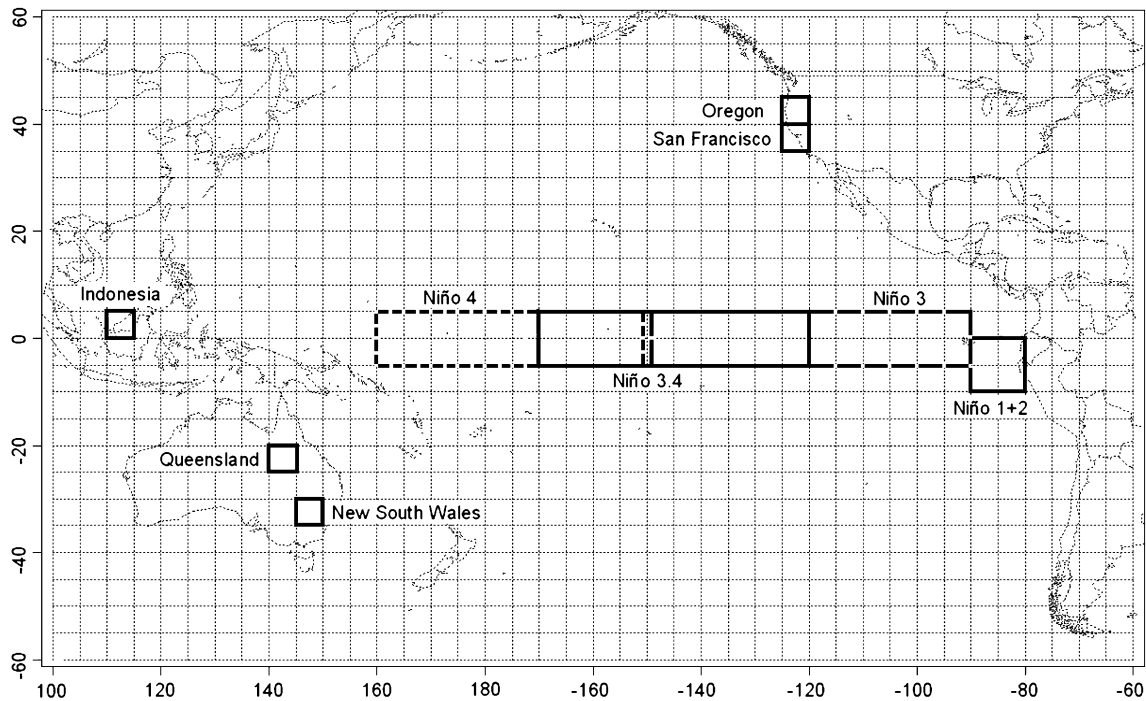 60
40
20
0
-20
-40
-60
Oregon
San Francisco
Indonesia
Niño 4
Niño 3
Niño 3.4
Niño 1+2
Queensland
New South Wales
100 120 140 160 180 -160 -140 -120 -100 -80 -60